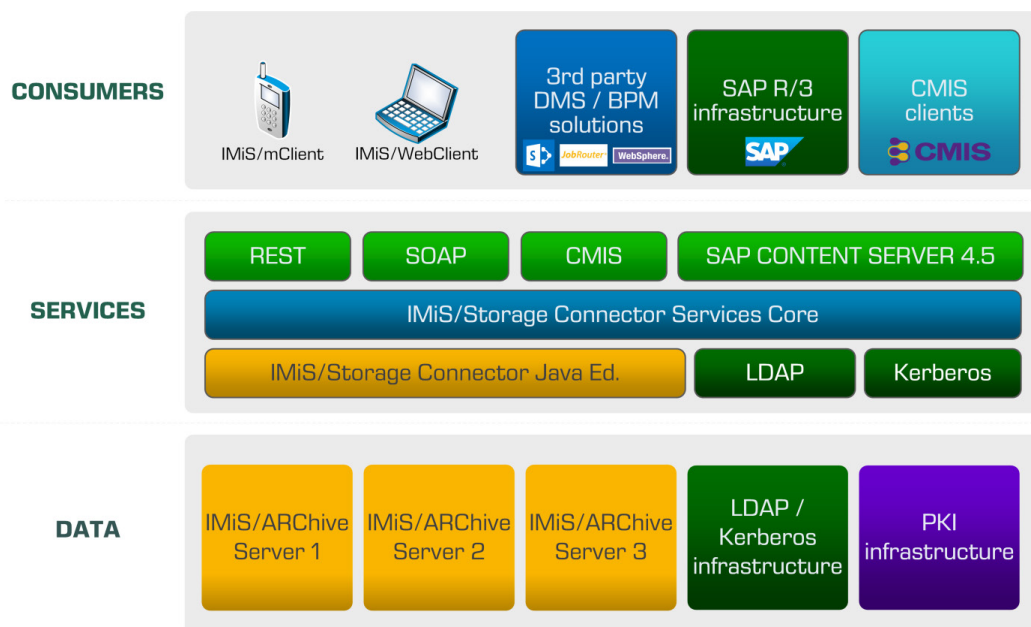 CONSUMERS
IMiS/mClient
IMiS/WebClient
3rd party
DMS / BPM
solutions
S
JobRouter
WebSphere.
SAP R/3
infrastructure
SAP
CMIS
clients
CMIS
SERVICES
REST
SOAP
CMIS
SAP CONTENT SERVER 4.5
IMiS/Storage Connector Services Core
IMiS/Storage Connector Java Ed.
LDAP
Kerberos
DATA
IMiS/ARChive
Server 1
IMiS/ARChive
Server 2
IMiS/ARChive
Server 3
LDAP /
Kerberos
infrastructure
PKI
infrastructure